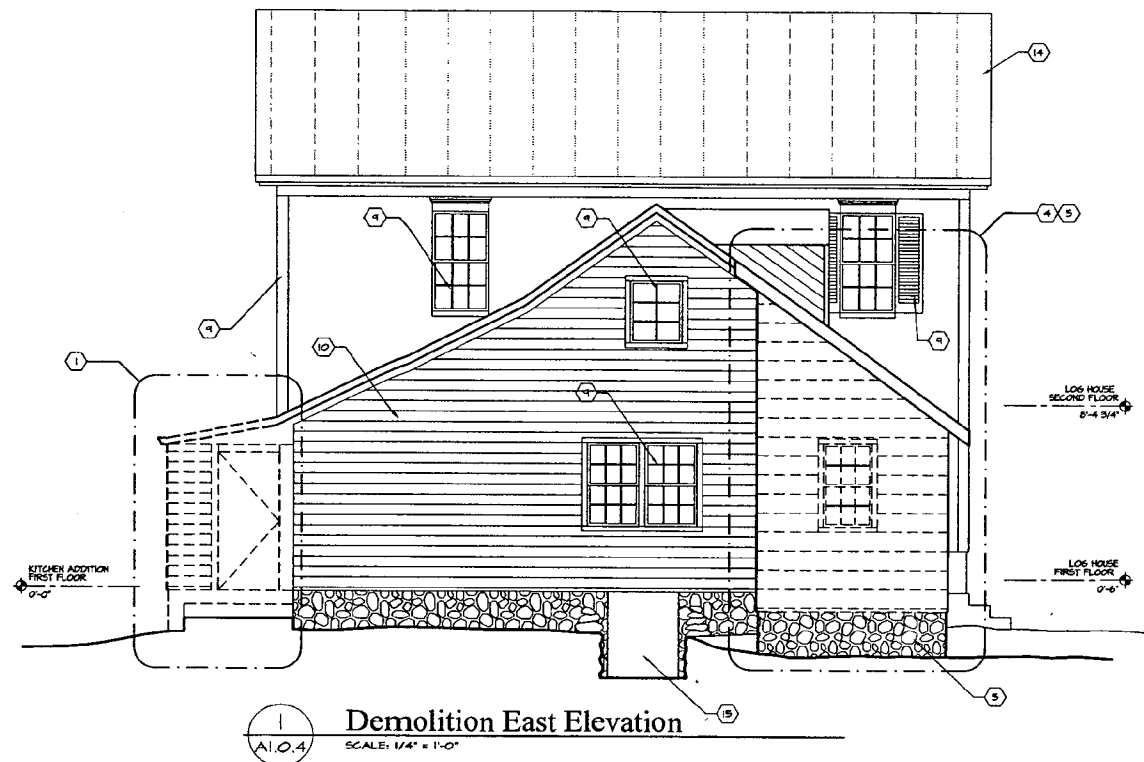 14
9
9
4 5
9
9
1
10
9
LOG HOUSE
SECOND FLOOR
8'-4 3/4"
KITCHEN ADDITION
FIRST FLOOR
0'-0"
LOG HOUSE
FIRST FLOOR
0'-6"
5
15
1
A1.0.4
Demolition East Elevation
SCALE: 1/4" = 1'-0"